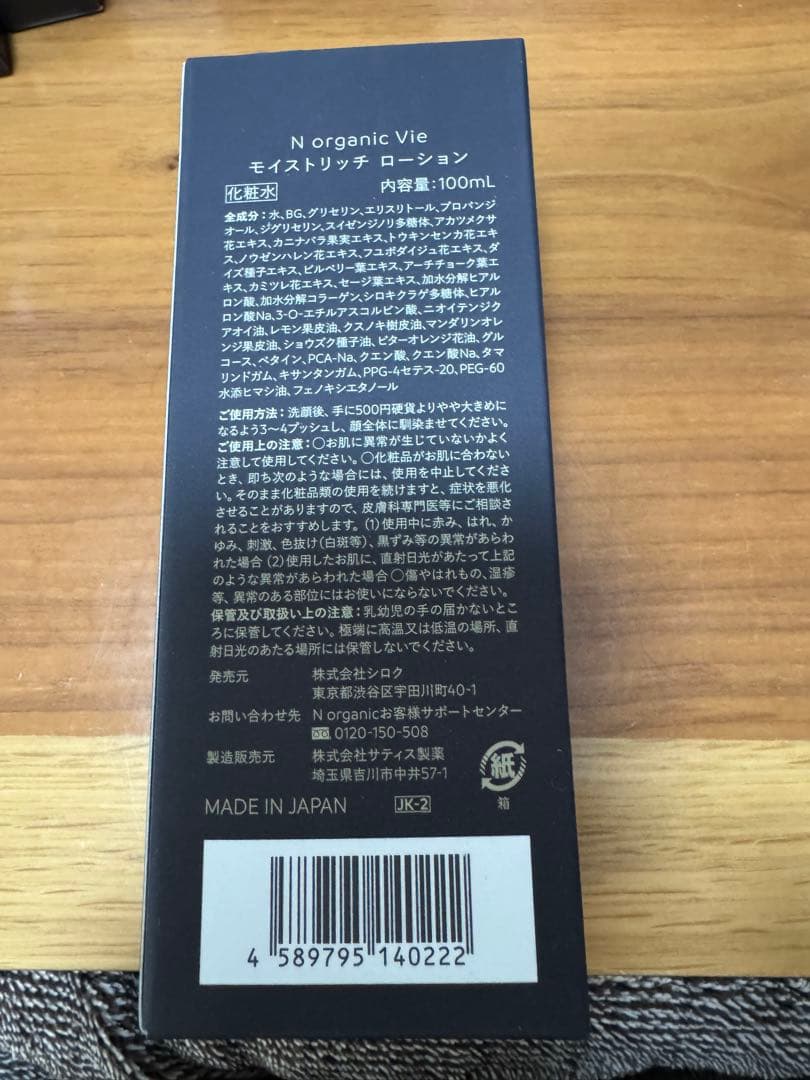 N organic Vie
モイストリッチ ローション
化粧水 内容量:100mL
全成分:水、BG、グリセリン、エリスリトール、プロパンジ
オール、ジグリセリン、スイゼンジノリ多糖体、アカツメクサ
花エキス、カニナバラ果実エキス、トウキンセンカ花エキ
ス、ノウゼンハレン花エキス、フユボダイジュ花エキス、ダ
イズ種子エキス、ビルベリー葉エキス、アーチチョーク葉エ
キス、カミツレ花エキス、セージ葉エキス、加水分解ヒアル
ロン酸、加水分解コラーゲン、シロキクラゲ多糖体、ヒアル
ロン酸Na、3-O-エチルアスコルビン酸、ニオイテンジク
アオイ油、レモン果皮油、クスノキ樹皮油、マンダリンオレ
ンジ果皮油、ショウズク種子油、ビターオレンジ花油、グル
コース、ベタイン、PCA-Na、クエン酸、クエン酸Na、タマ
リンドガム、キサンタンガム、PPG-4セテス-20、PEG-60
水添ヒマシ油、フェノキシエタノール
ご使用方法:洗顔後、手に500円硬貨よりやや大きめに
なるよう3〜4プッシュし、顔全体に馴染ませてください。
ご使用上の注意:○お肌に異常が生じていないかよく
注意して使用してください。○化粧品がお肌に合わない
とき、即ち次のような場合には、使用を中止してくださ
い。そのまま化粧品類の使用を続けますと、症状を悪化
させることがありますので、皮膚科専門医等にご相談さ
れることをおすすめします。(1)使用中に赤み、はれ、か
ゆみ、刺激、色抜け(白斑等)、黒ずみ等の異常があらわ
れた場合(2)使用したお肌に、直射日光があたって上記
のような異常があらわれた場合○傷やはれもの、湿疹
等、異常のある部位にはお使いにならないでください。
保管及び取扱い上の注意:乳幼児の手の届かないとこ
ろに保管してください。極端に高温又は低温の場所、直
射日光のあたる場所には保管しないでください。
発売元 株式会社シロク
東京都渋谷区宇田川町40-1
お問い合わせ先 N organicお客様サポートセンター
0120-150-508
製造販売元 株式会社サティス製薬
埼玉県吉川市中井57-1
紙
箱
MADE IN JAPAN JK-2
4 589795 140222